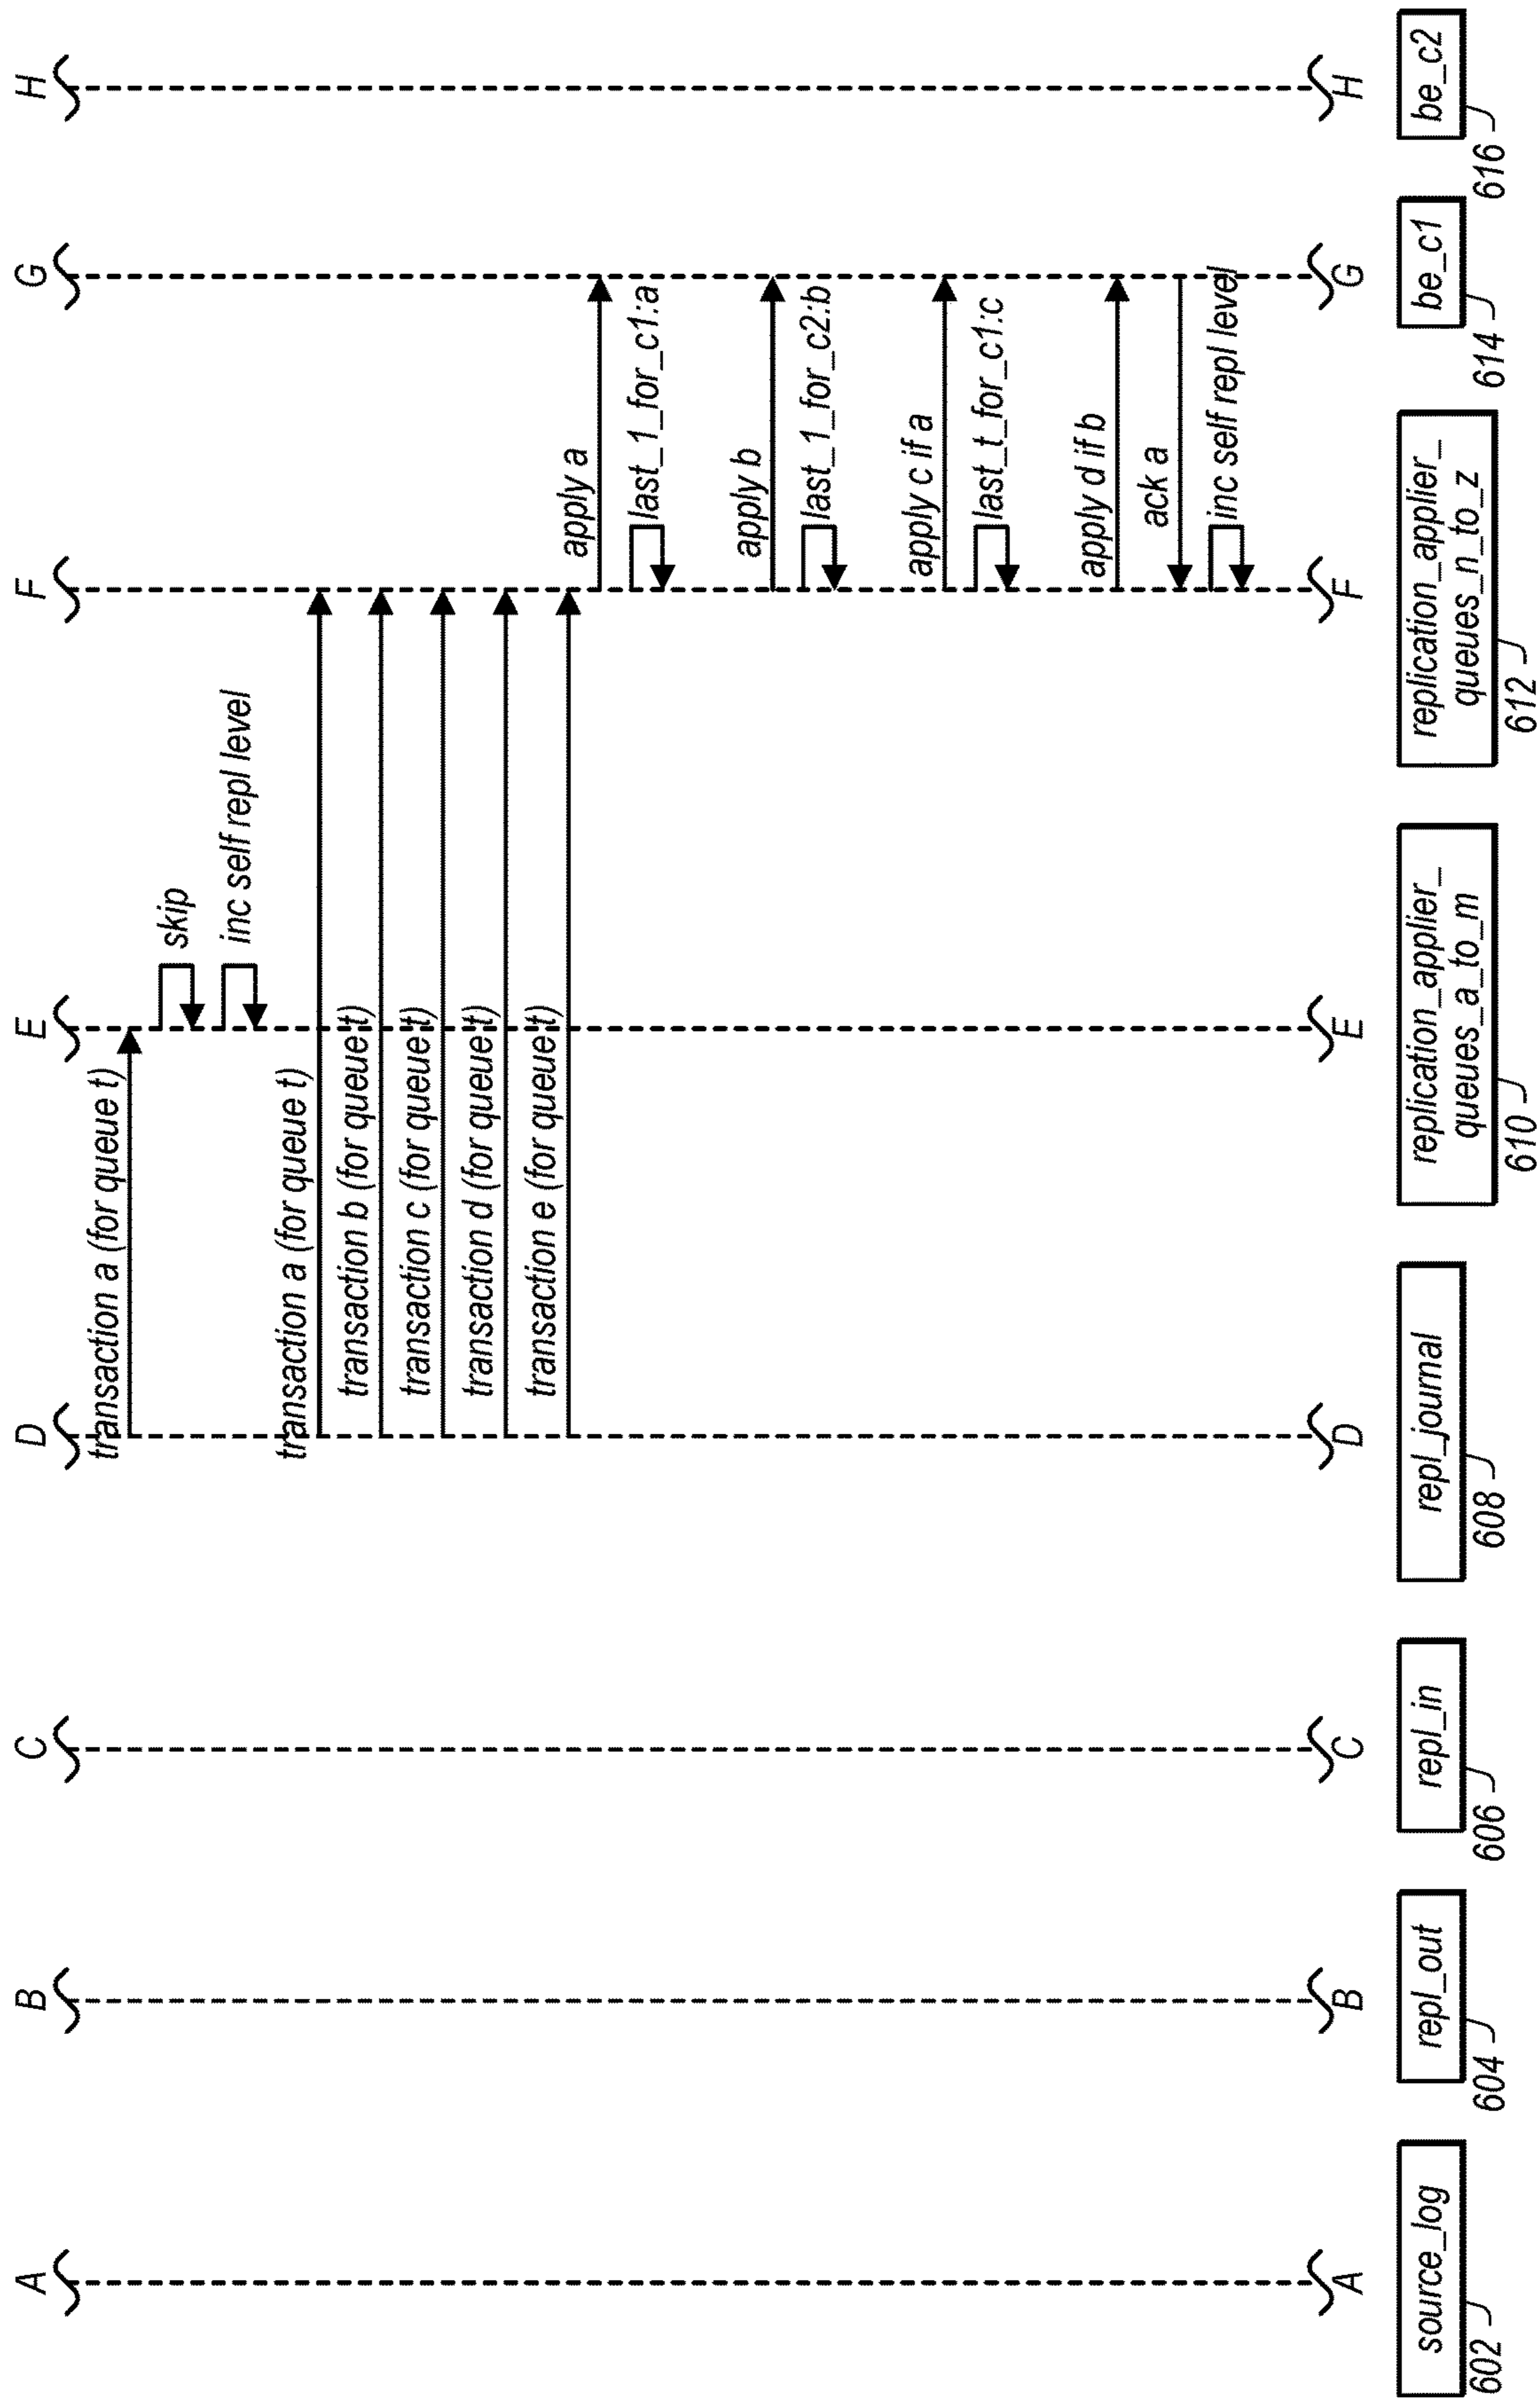 A
B
C
D
E
F
G
H
transaction a (for queue t)
skip
inc self repl level
transaction a (for queue t)
transaction b (for queue t)
transaction c (for queue t)
transaction d (for queue t)
transaction e (for queue t)
apply a
last_1_for_c1:a
apply b
last_1_for_c2:b
apply c if a
last_t_for_c1:c
apply d if b
ack a
inc self repl level
A
B
C
D
E
F
G
H
source_log
602
repl_out
604
repl_in
606
repl_journal
608
replication_applier_
queues_a_to_m
610
replication_applier_
queues_n_to_z
612
be_c1
614
be_c2
616